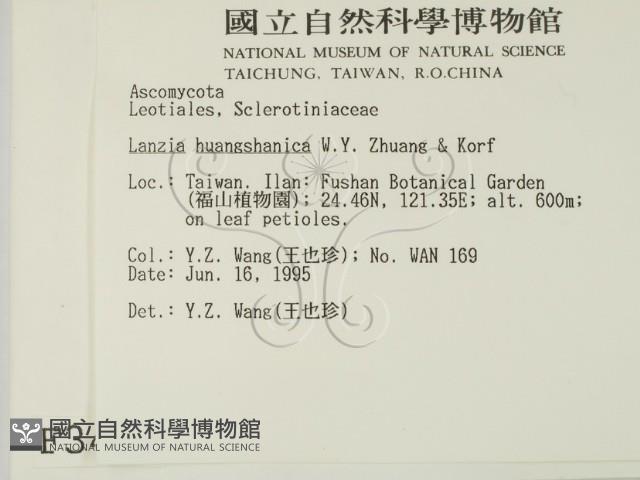 國立自然科學博物館
NATIONAL MUSEUM OF NATURAL SCIENCE
TAICHUNG, TAIWAN, R.O.CHINA
Ascomycota
Leotiales, Sclerotiniaceae
Lanzia huangshanica W.Y. Zhuang & Korf
Loc.: Taiwan. Ilan: Fushan Botanical Garden
(福山植物園); 24.46N, 121.35E; alt. 600m;
on leaf petioles.
Col.: Y.Z. Wang(王也珍); No. WAN 169
Date: Jun. 16, 1995
Det.: Y.Z. Wang(王也珍)
國立自然科學博物館
NATIONAL MUSEUM OF NATURAL SCIENCE